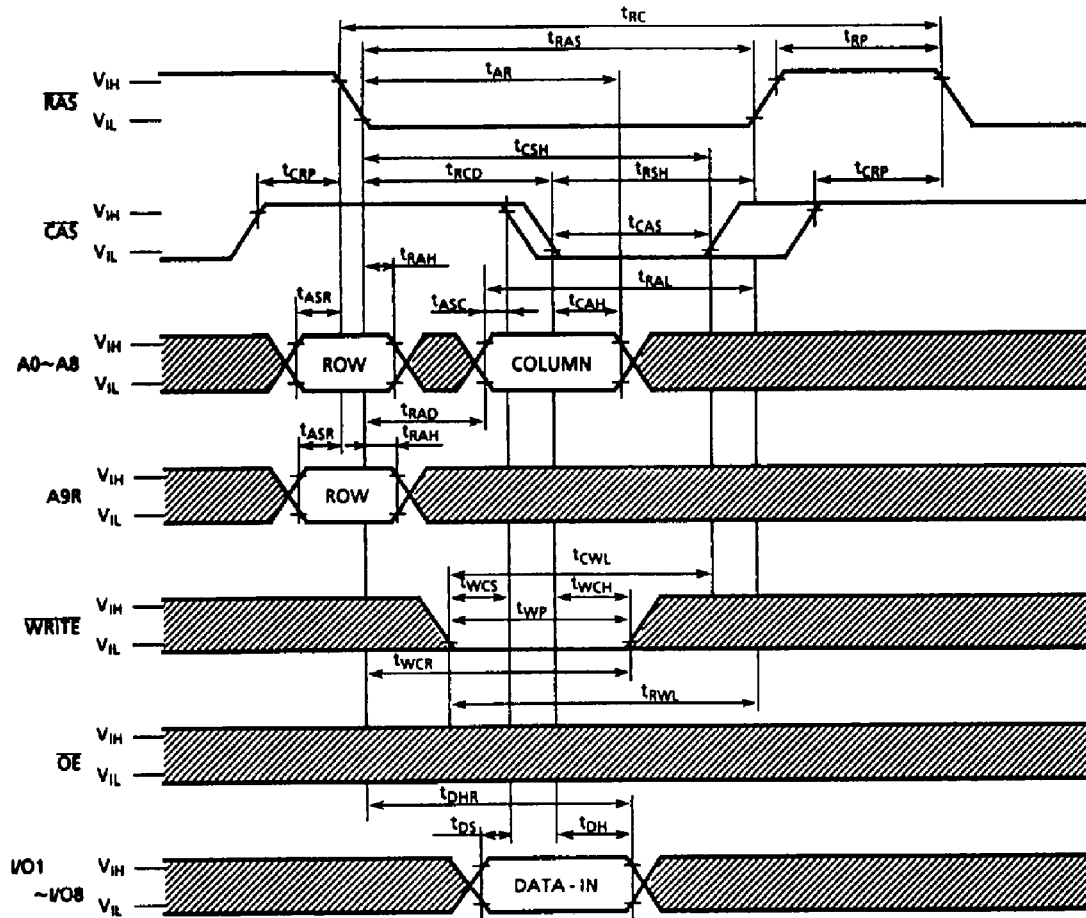 tRC
tRAS
tRP
tAR
VIH
RAS
VIL
tCSH
tCRP
tRCD
tRSH
tCRP
VIH
CAS
VIL
tCAS
tRAH
tRAL
tASR
tASC
tCAH
VIH
A0~A8
VIL
ROW
COLUMN
tRAD
tASR
tRAH
VIH
A9R
VIL
ROW
tCWL
tWCS
tWCH
VIH
WRITE
VIL
tWP
tWCR
tRWL
VIH
OE
VIL
tDHR
tDS
tDH
I/O1
~I/O8
VIH
VIL
DATA - IN